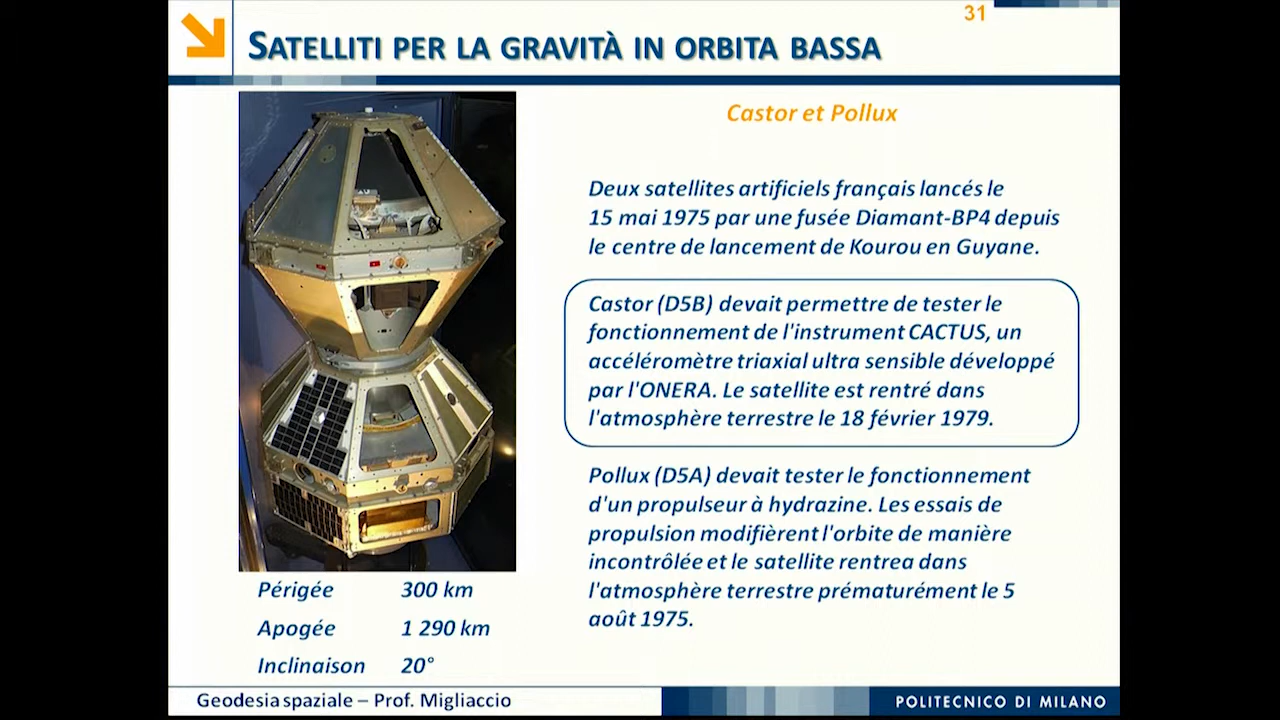 31
SATELLITI PER LA GRAVITÀ IN ORBITA BASSA
Castor et Pollux
Deux satellites artificiels français lancés le
15 mai 1975 par une fusée Diamant-BP4 depuis
le centre de lancement de Kourou en Guyane.
Castor (D5B) devait permettre de tester le
fonctionnement de l'instrument CACTUS, un
accéléromètre triaxial ultra sensible développé
par l'ONERA. Le satellite est rentré dans
l'atmosphère terrestre le 18 février 1979.
Pollux (D5A) devait tester le fonctionnement
d'un propulseur à hydrazine. Les essais de
propulsion modifièrent l'orbite de manière
incontrôlée et le satellite rentrea dans
l'atmosphère terrestre prématurément le 5
août 1975.
Périgée 300 km
Apogée 1 290 km
Inclinaison 20°
Geodesia spaziale – Prof. Migliaccio
POLITECNICO DI MILANO